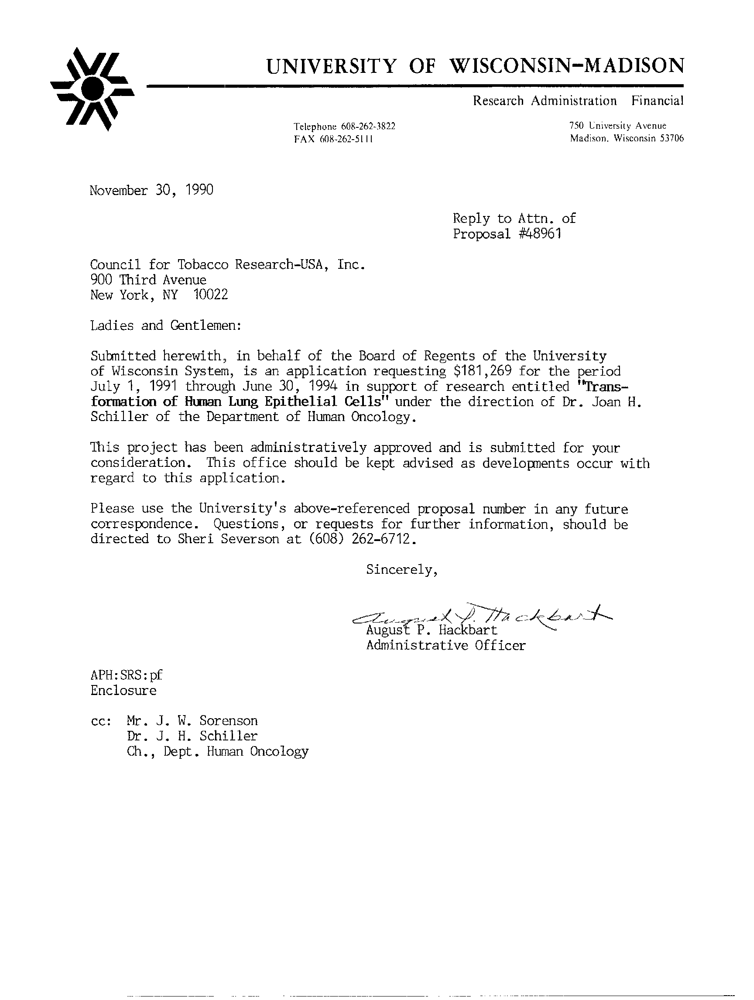 UNIVERSITY OF WISCONSIN-MADISON
Research Administration Financial
Telephone 608-262-3822
FAX 608-262-5111
750 University Avenue
Madison, Wisconsin 53706
November 30, 1990
Reply to Attn. of
Proposal #48961
Council for Tobacco Research-USA, Inc.
900 Third Avenue
New York, NY 10022
Ladies and Gentlemen:
Submitted herewith, in behalf of the Board of Regents of the University
of Wisconsin System, is an application requesting $181,269 for the period
July 1, 1991 through June 30, 1994 in support of research entitled "Trans-
formation of Human Lung Epithelial Cells" under the direction of Dr. Joan H.
Schiller of the Department of Human Oncology.
This project has been administratively approved and is submitted for your
consideration. This office should be kept advised as developments occur with
regard to this application.
Please use the University's above-referenced proposal number in any future
correspondence. Questions, or requests for further information, should be
directed to Sheri Severson at (608) 262-6712.
Sincerely,
August P. Hackbart
August P. Hackbart
Administrative Officer
APH:SRS:pf
Enclosure
cc: Mr. J. W. Sorenson
Dr. J. H. Schiller
Ch., Dept. Human Oncology